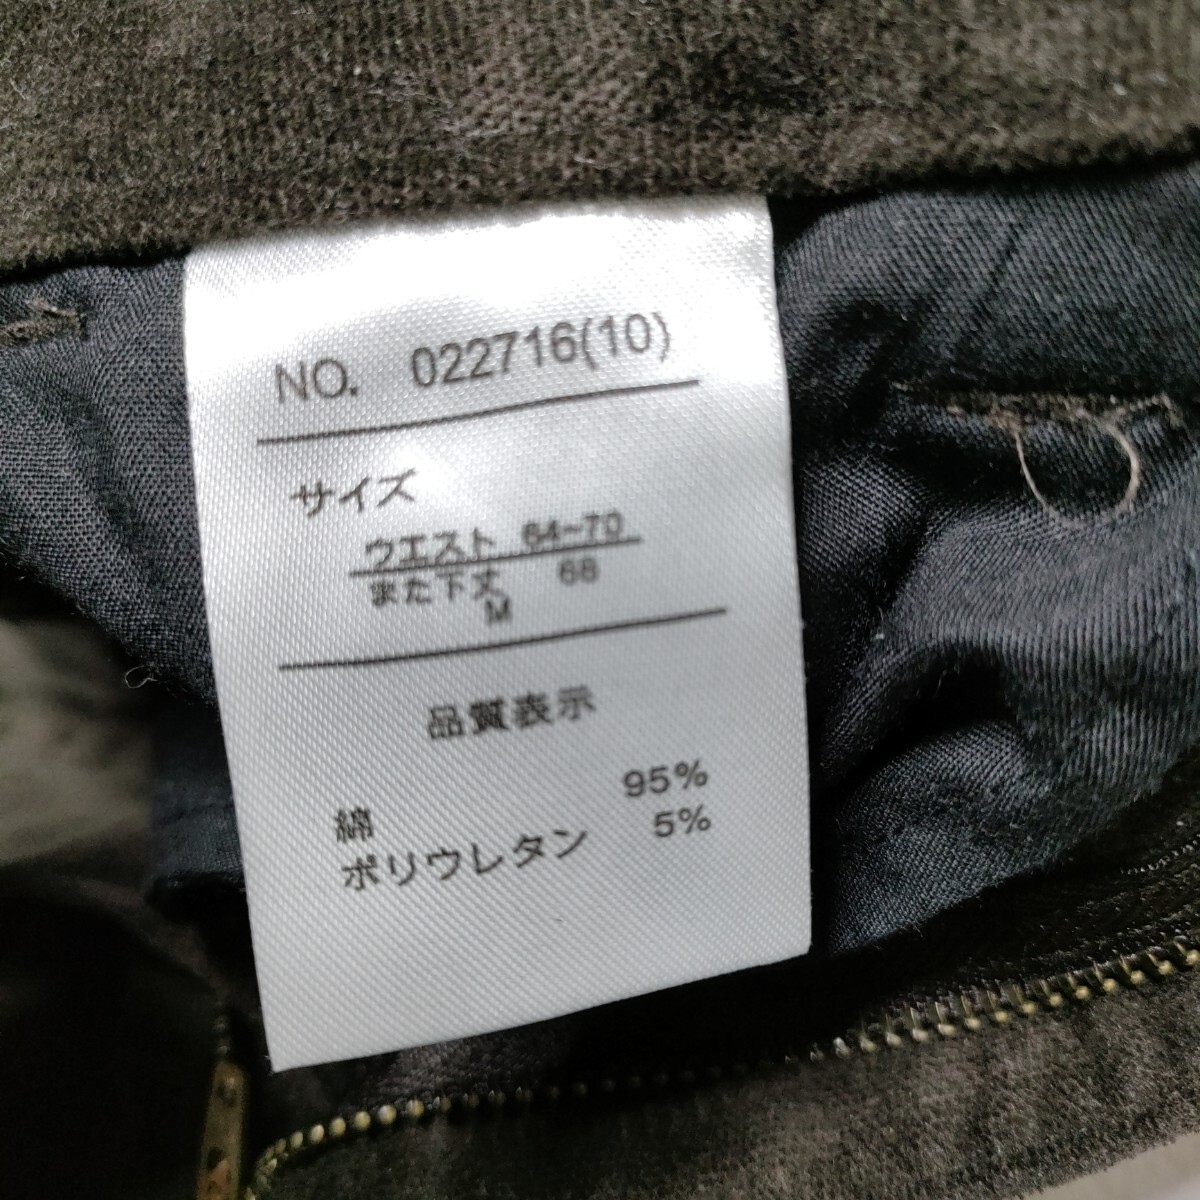 NO. 022716(10)
サイズ
ウエスト 64~70
また下丈 68
M
品質表示
綿 95%
ポリウレタン 5%